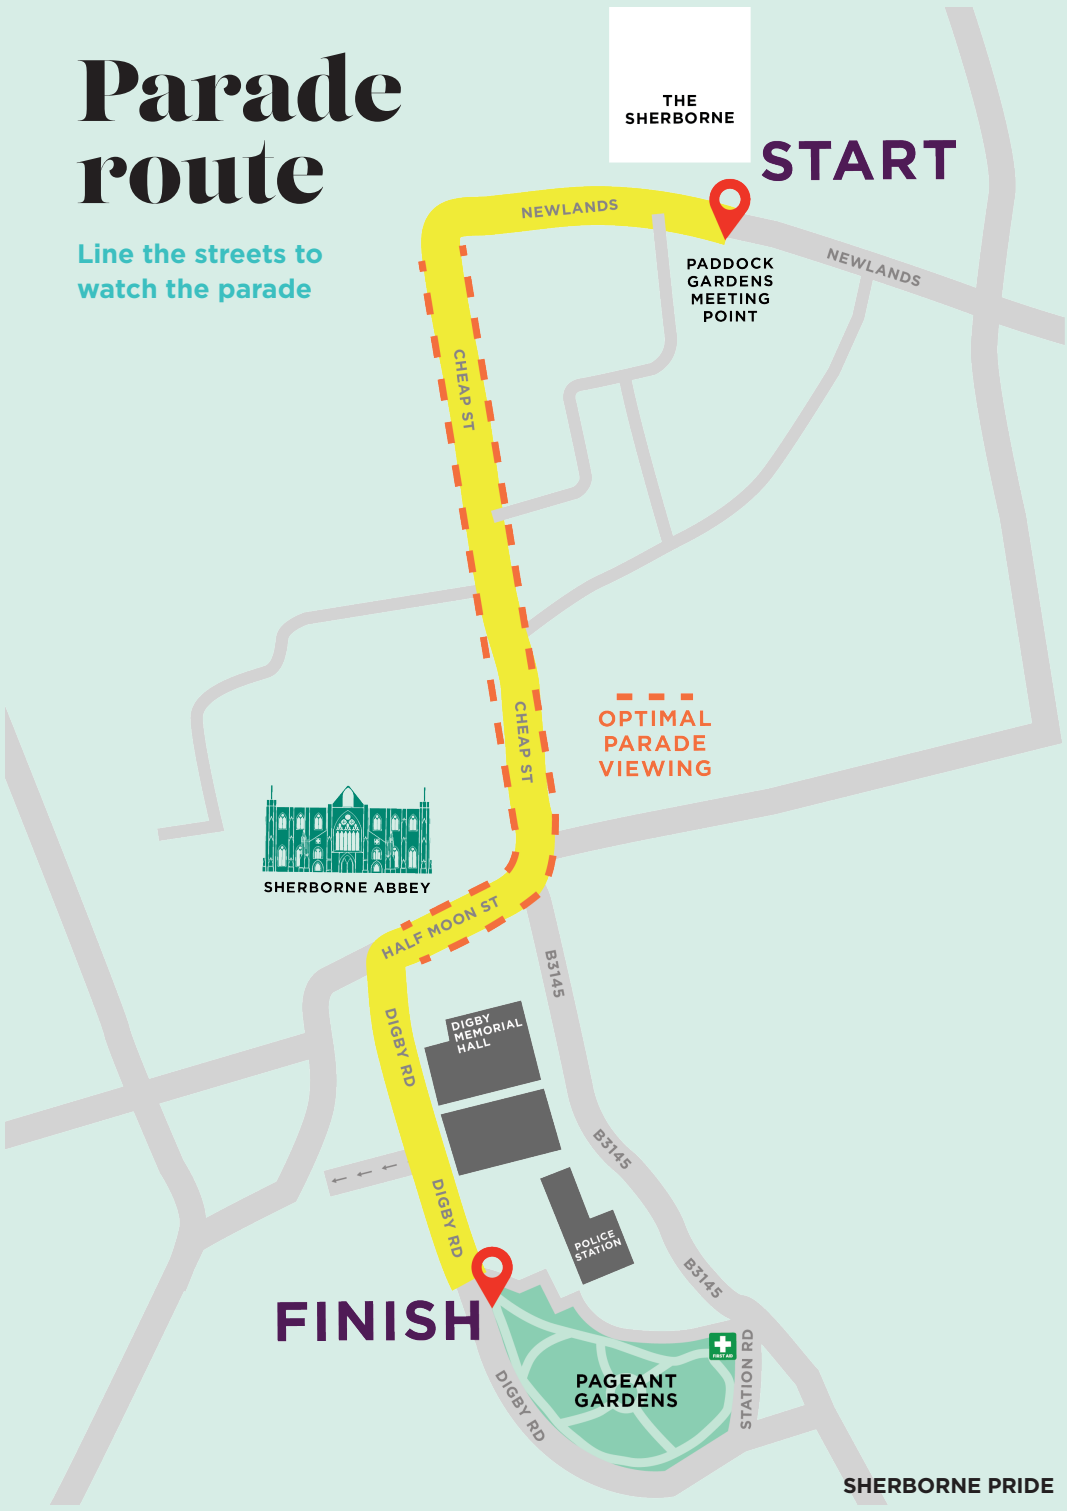 Parade
route
Line the streets to
watch the parade
THE
SHERBORNE
START
NEWLANDS
NEWLANDS
PADDOCK
GARDENS
MEETING
POINT
CHEAP ST
OPTIMAL
PARADE
VIEWING
CHEAP ST
SHERBORNE ABBEY
HALF MOON ST
B3145
DIGBY
MEMORIAL
HALL
DIGBY RD
B3145
DIGBY RD
POLICE
STATION
B3145
FINISH
FIRST AID
STATION RD
PAGEANT
GARDENS
DIGBY RD
SHERBORNE PRIDE